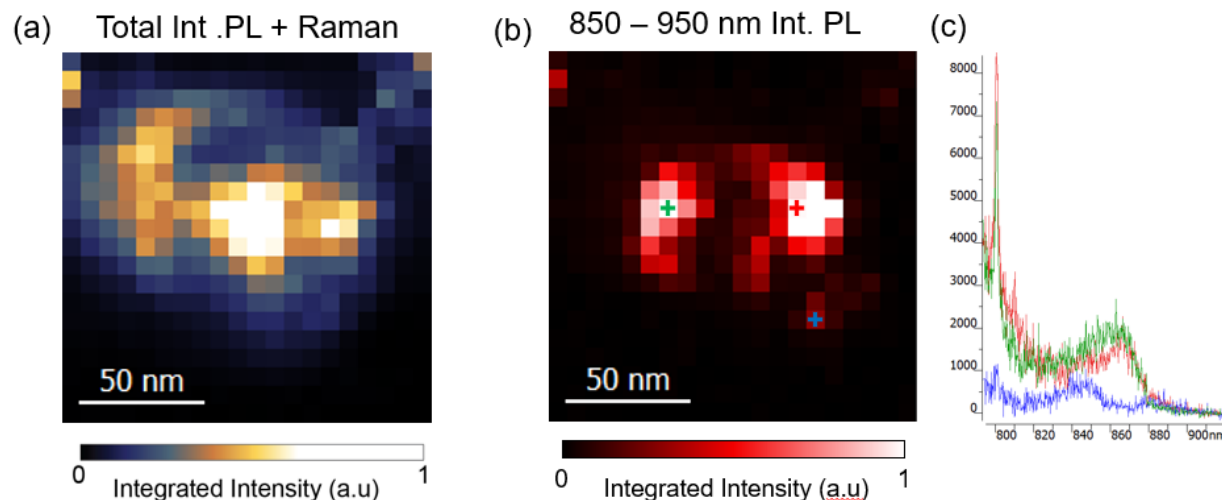 (a) Total Int .PL + Raman
50 nm
0 1
Integrated Intensity (a.u)
(b) 850 – 950 nm Int. PL
50 nm
0 1
Integrated Intensity (a.u)
(c)
8000
7000
6000
5000
4000
3000
2000
1000
0
800 820 840 860 880 900nm